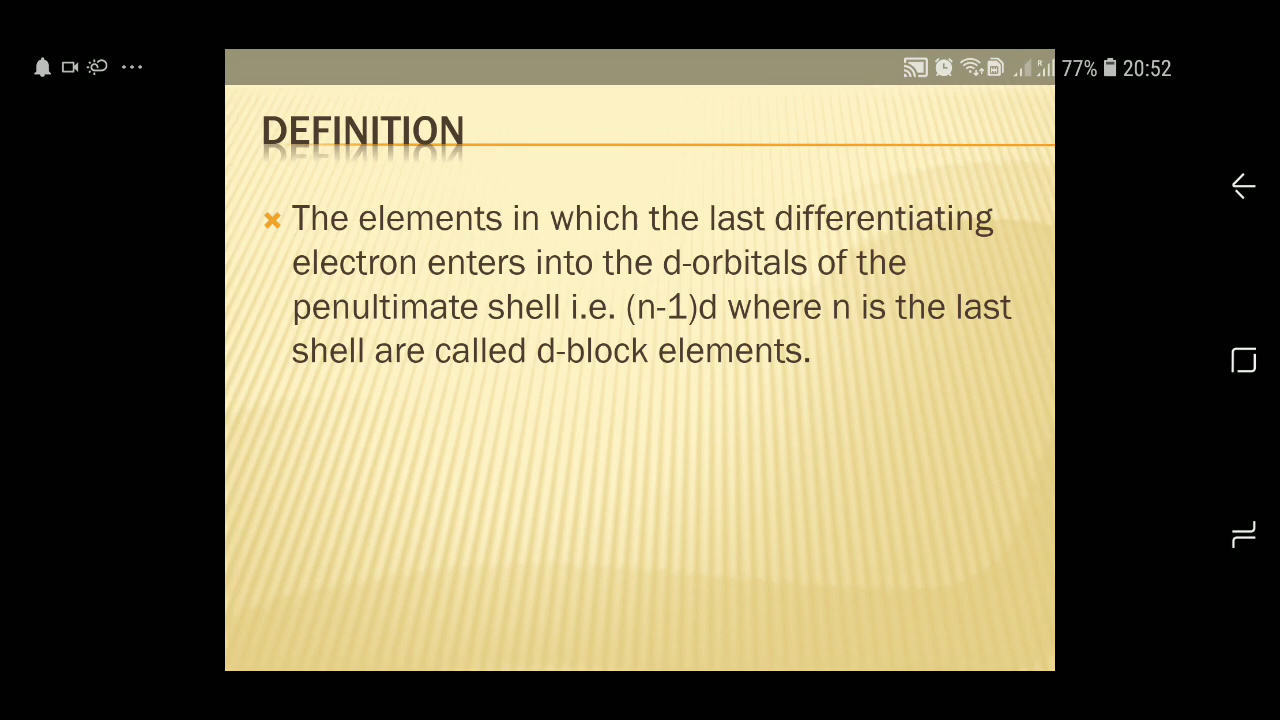 77% 20:52
DEFINITION
The elements in which the last differentiating
electron enters into the d-orbitals of the
penultimate shell i.e. (n-1)d where n is the last
shell are called d-block elements.